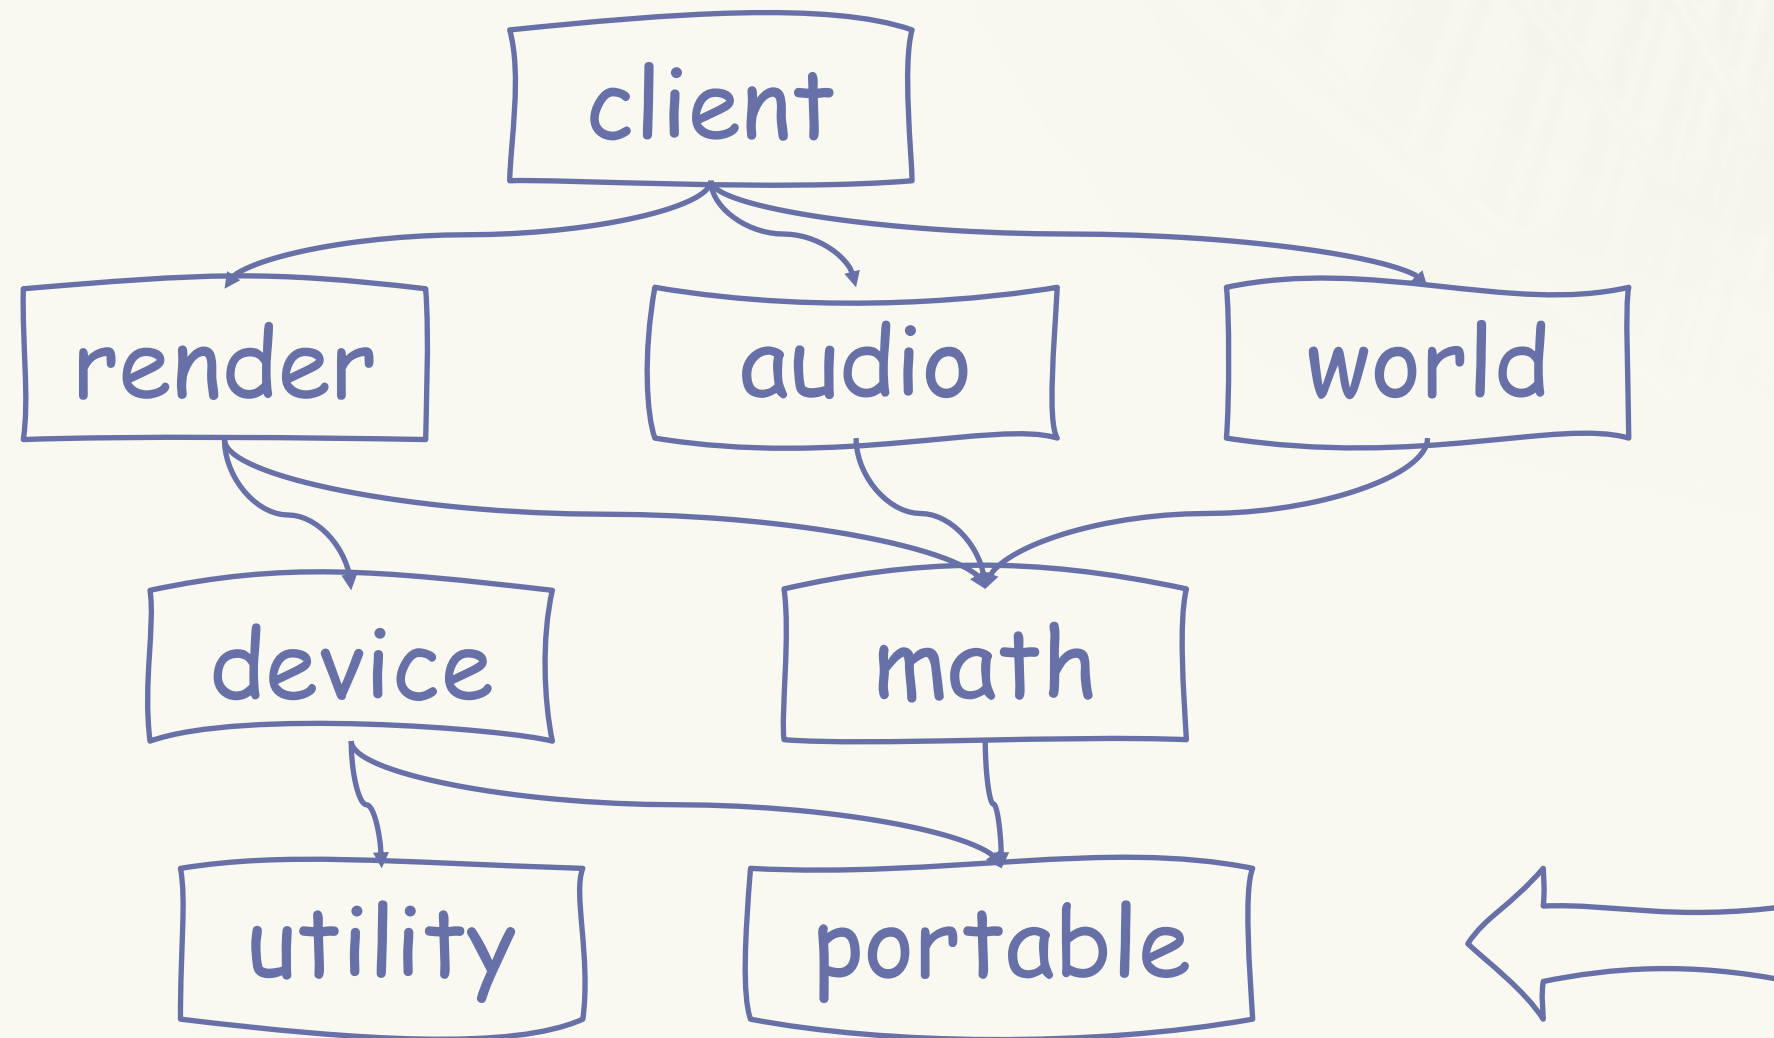 client
render
audio
world
device
math
utility
portable